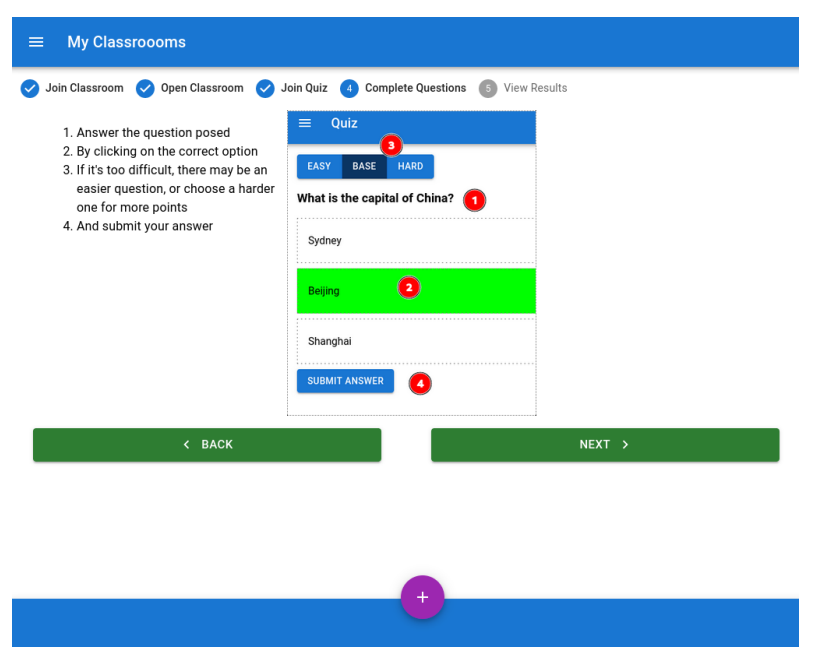 My Classroooms
Join Classroom Open Classroom Join Quiz 4 Complete Questions 5 View Results
1. Answer the question posed
2. By clicking on the correct option
3. If it's too difficult, there may be an
easier question, or choose a harder
one for more points
4. And submit your answer
Quiz
3
EASY BASE HARD
What is the capital of China? 1
Sydney
Beijing 2
Shanghai
SUBMIT ANSWER 4
BACK
NEXT